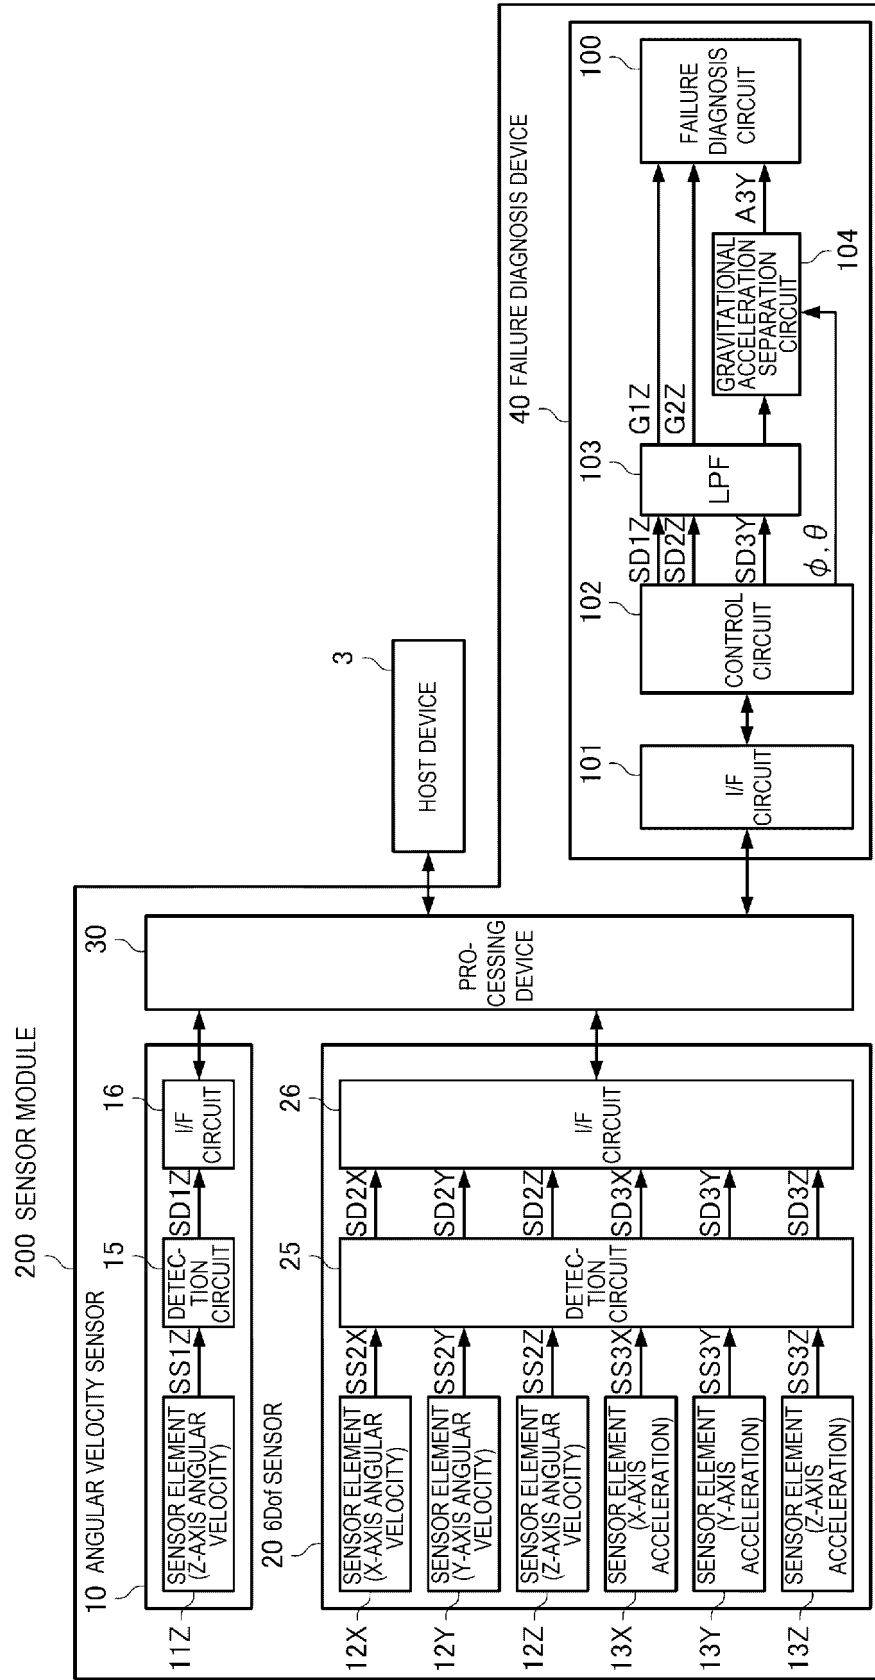 200 SENSOR MODULE
10 ANGULAR VELOCITY SENSOR
11Z
SENSOR ELEMENT
(Z-AXIS ANGULAR
VELOCITY)
SS1Z
15
DETEC-
TION
CIRCUIT
SD1Z
16
I/F
CIRCUIT
20 6Dof SENSOR
12X
SENSOR ELEMENT
(X-AXIS ANGULAR
VELOCITY)
SS2X
12Y
SENSOR ELEMENT
(Y-AXIS ANGULAR
VELOCITY)
SS2Y
12Z
SENSOR ELEMENT
(Z-AXIS ANGULAR
VELOCITY)
SS2Z
13X
SENSOR ELEMENT
(X-AXIS
ACCELERATION)
SS3X
13Y
SENSOR ELEMENT
(Y-AXIS
ACCELERATION)
SS3Y
13Z
SENSOR ELEMENT
(Z-AXIS
ACCELERATION)
SS3Z
25
DETEC-
TION
CIRCUIT
SD2X
SD2Y
SD2Z
SD3X
SD3Y
SD3Z
26
I/F
CIRCUIT
30
PRO-
CESSING
DEVICE
3
HOST DEVICE
40 FAILURE DIAGNOSIS DEVICE
101
I/F
CIRCUIT
102
CONTROL
CIRCUIT
SD1Z
SD2Z
SD3Y
ϕ, θ
103
LPF
G1Z
G2Z
GRAVITATIONAL
ACCELERATION
SEPARATION
CIRCUIT
104
A3Y
100
FAILURE
DIAGNOSIS
CIRCUIT